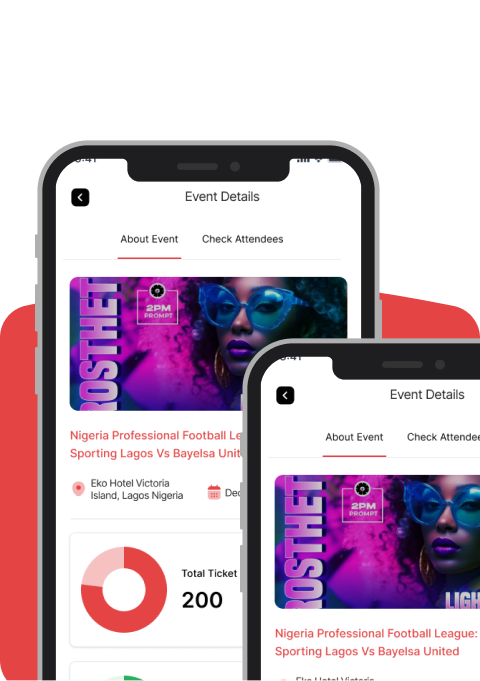 9:41
Event Details
About Event Check Attendees
ROSTHET
2PM
PROMPT
Nigeria Professional Football Le
Sporting Lagos Vs Bayelsa Unit
Eko Hotel Victoria
Island, Lagos Nigeria
Dec
Total Ticket
200
9:41
Event Details
About Event Check Attendee
ROSTHET
2PM
PROMPT
LIGH
Nigeria Professional Football League:
Sporting Lagos Vs Bayelsa United
Eko Hotel Victoria